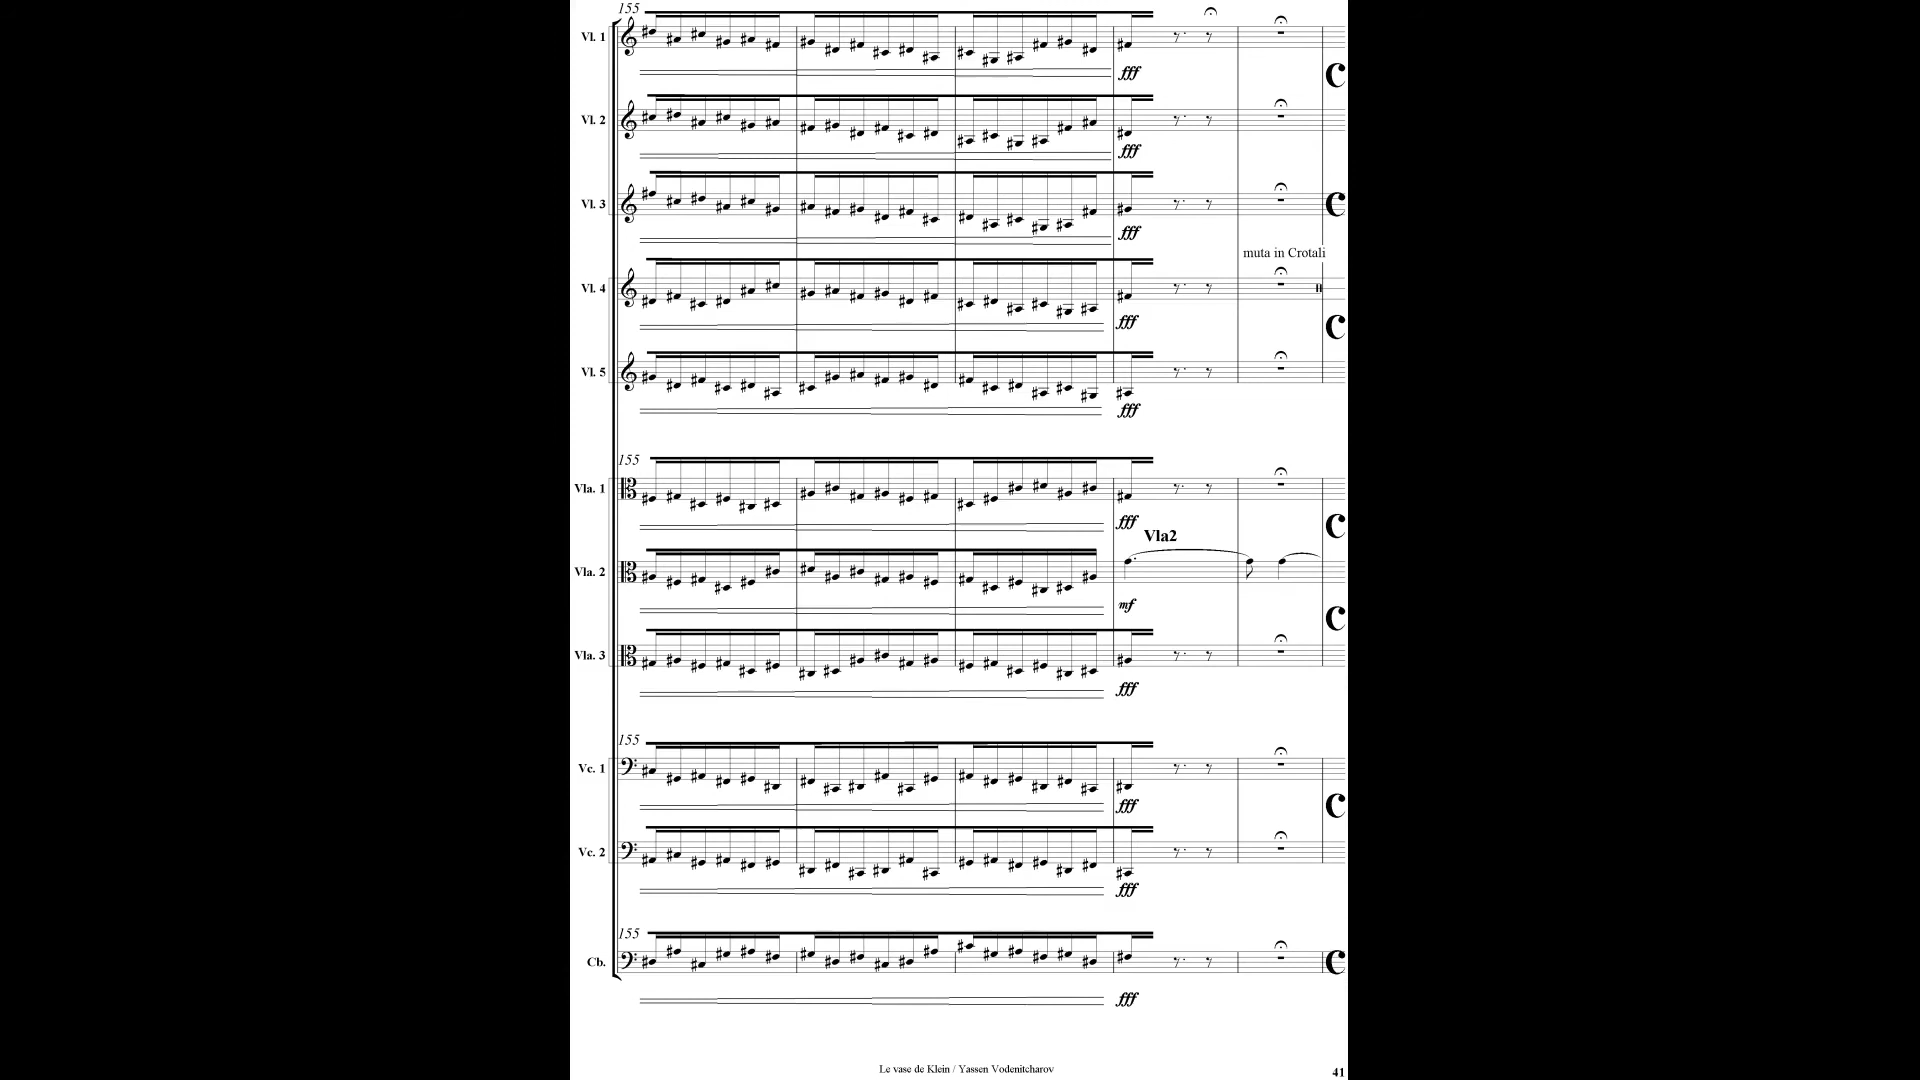 155
Vl. 1
fff
Vl. 2
fff
Vl. 3
fff
muta in Crotali
Vl. 4
fff
Vl. 5
fff
155
Vla. 1
fff
Vla2
Vla. 2
mf
Vla. 3
fff
155
Vc. 1
fff
Vc. 2
fff
155
Cb.
fff
Le vase de Klein / Yassen Vodenitcharov
41